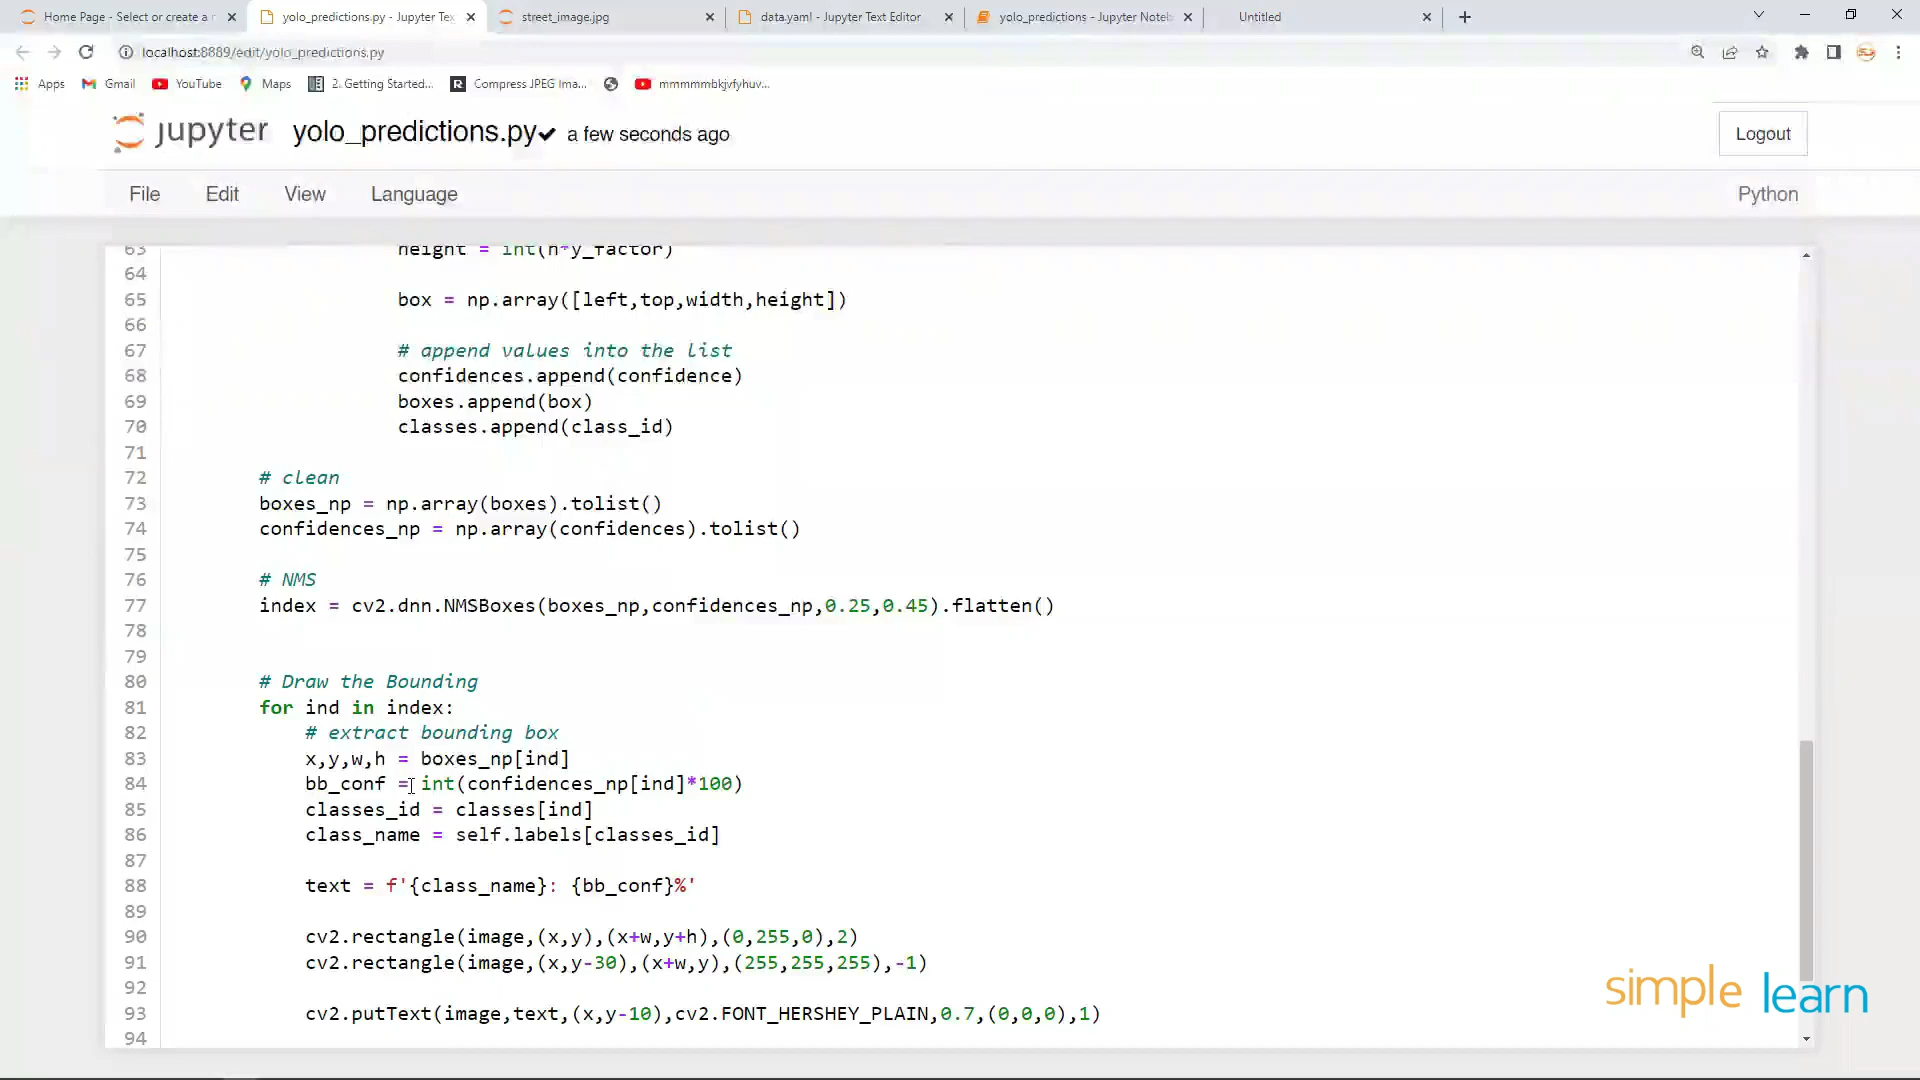 Home Page - Select or create a n
yolo_predictions.py - Jupyter Tex
street_image.jpg
data.yaml - Jupyter Text Editor
yolo_predictions - Jupyter Noteb
Untitled
localhost:8889/edit/yolo_predictions.py
Apps
Gmail
YouTube
Maps
2. Getting Started...
Compress JPEG Ima...
mmmmmbkjvfyhuv...
jupyter yolo_predictions.py✔ a few seconds ago
Logout
File Edit View Language
Python
63 height = int(h*y_factor)
64
65 box = np.array([left,top,width,height])
66
67 # append values into the list
68 confidences.append(confidence)
69 boxes.append(box)
70 classes.append(class_id)
71
72 # clean
73 boxes_np = np.array(boxes).tolist()
74 confidences_np = np.array(confidences).tolist()
75
76 # NMS
77 index = cv2.dnn.NMSBoxes(boxes_np,confidences_np,0.25,0.45).flatten()
78
79
80 # Draw the Bounding
81 for ind in index:
82 # extract bounding box
83 x,y,w,h = boxes_np[ind]
84 bb_conf = int(confidences_np[ind]*100)
85 classes_id = classes[ind]
86 class_name = self.labels[classes_id]
87
88 text = f'{class_name}: {bb_conf}%'
89
90 cv2.rectangle(image,(x,y),(x+w,y+h),(0,255,0),2)
91 cv2.rectangle(image,(x,y-30),(x+w,y),(255,255,255),-1)
92
93 cv2.putText(image,text,(x,y-10),cv2.FONT_HERSHEY_PLAIN,0.7,(0,0,0),1)
94
simplelearn